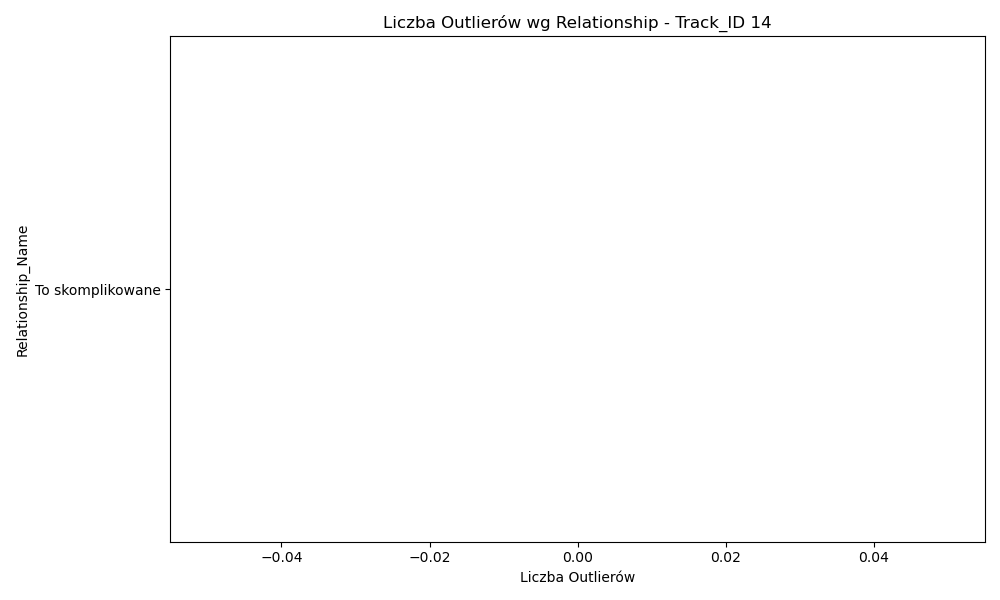 Liczba Outlierów wg Relationship - Track_ID 14
Relationship_Name
To skomplikowane
−0.04 −0.02 0.00 0.02 0.04
Liczba Outlierów